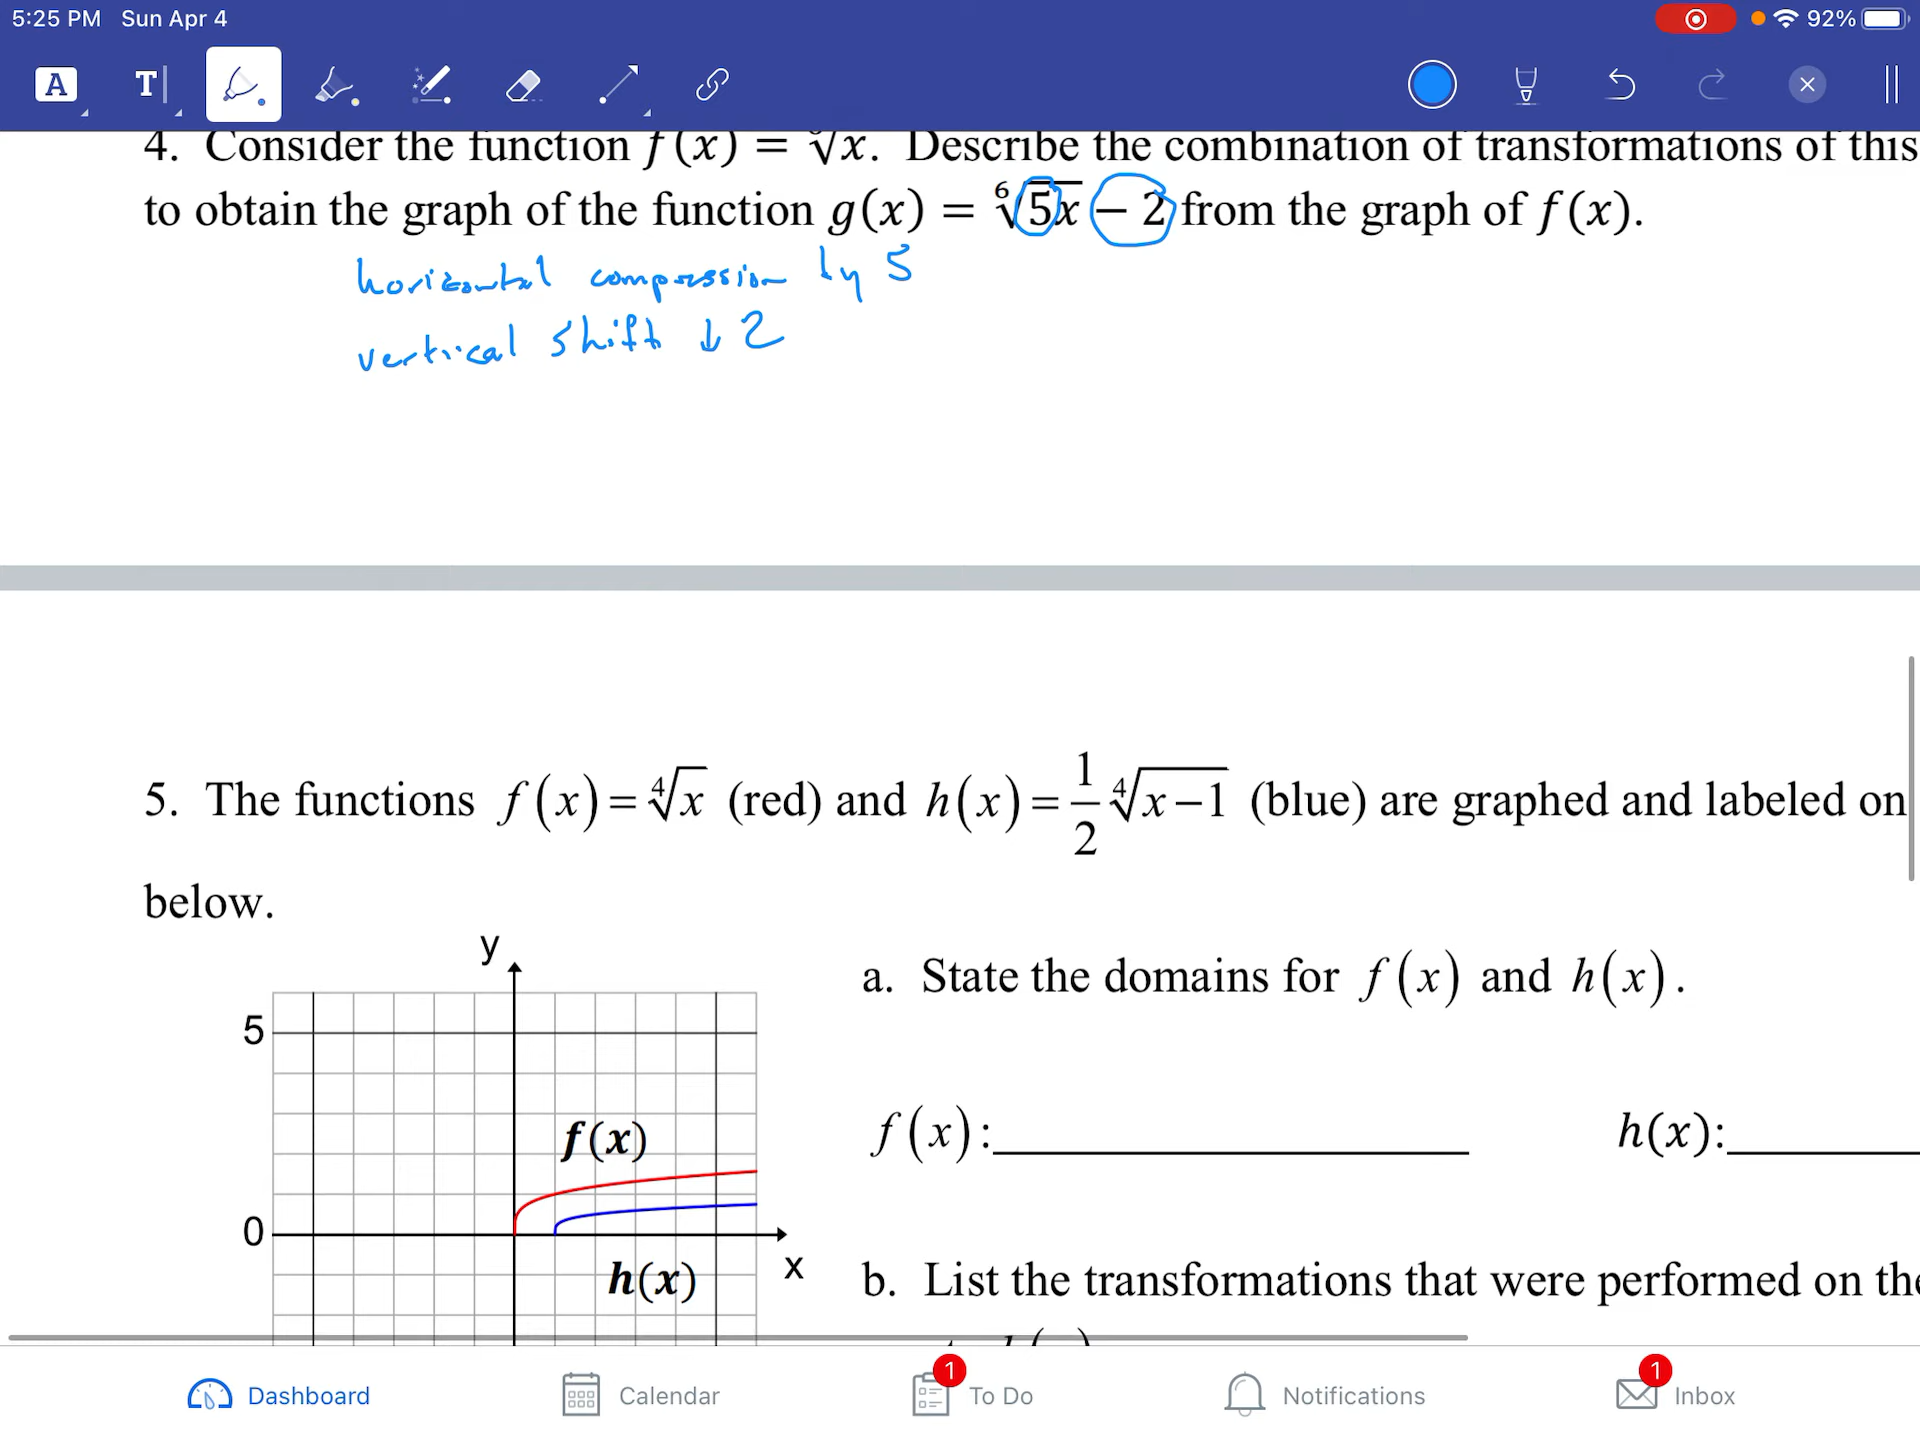 5:25 PM Sun Apr 4 92%
A T
4. Consider the function f(x) = √x. Describe the combination of transformations of this
to obtain the graph of the function g(x) = ⁶√5x − 2 from the graph of f(x).
horizontal compression by 5
vertical shift ↓ 2
5. The functions f(x) = ⁴√x (red) and h(x) = 1/2 ⁴√x−1 (blue) are graphed and labeled on
below.
y
5
f(x)
0
x
h(x)
a. State the domains for f(x) and h(x).
f(x):__________ h(x):_____
b. List the transformations that were performed on the
Dashboard Calendar 1 To Do Notifications 1 Inbox